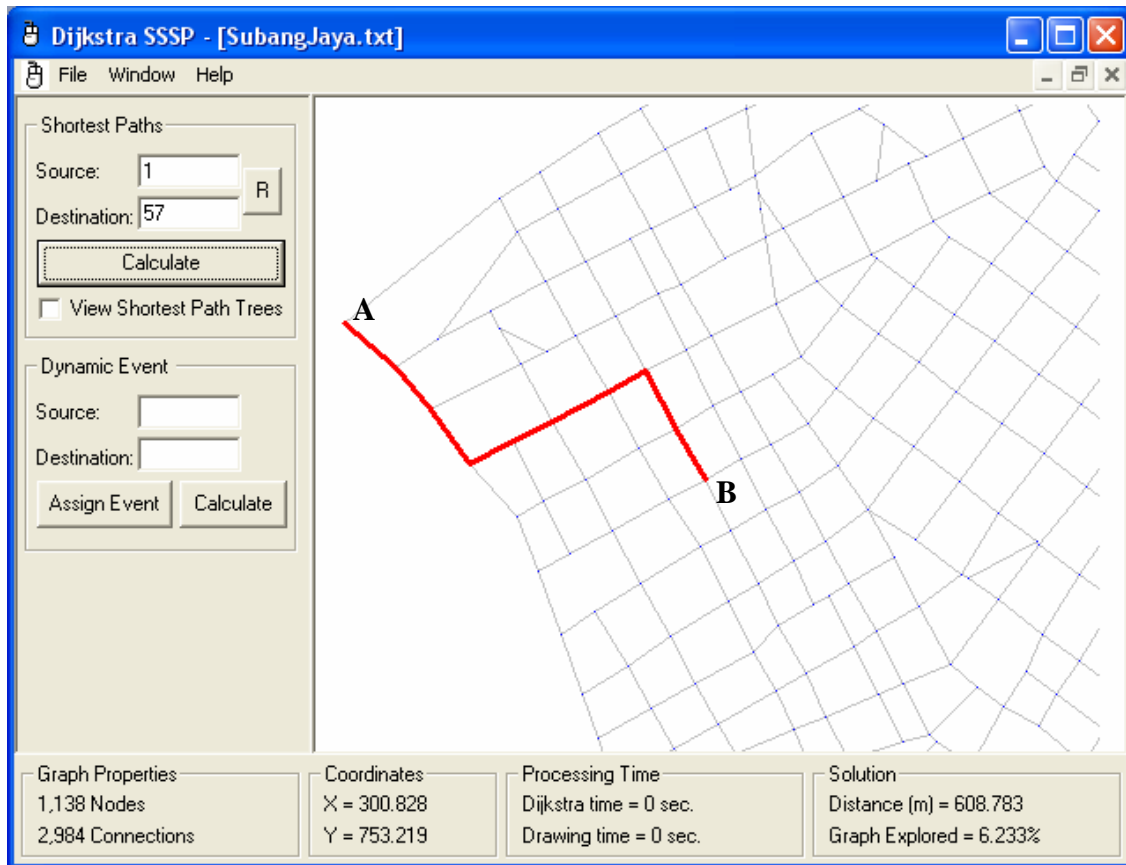 Dijkstra SSSP - [SubangJaya.txt]
File Window Help
Shortest Paths
Source: 1
R
Destination: 57
Calculate
View Shortest Path Trees
Dynamic Event
Source:
Destination:
Assign Event Calculate
A
B
Graph Properties
1,138 Nodes
2,984 Connections
Coordinates
X = 300.828
Y = 753.219
Processing Time
Dijkstra time = 0 sec.
Drawing time = 0 sec.
Solution
Distance (m) = 608.783
Graph Explored = 6.233%